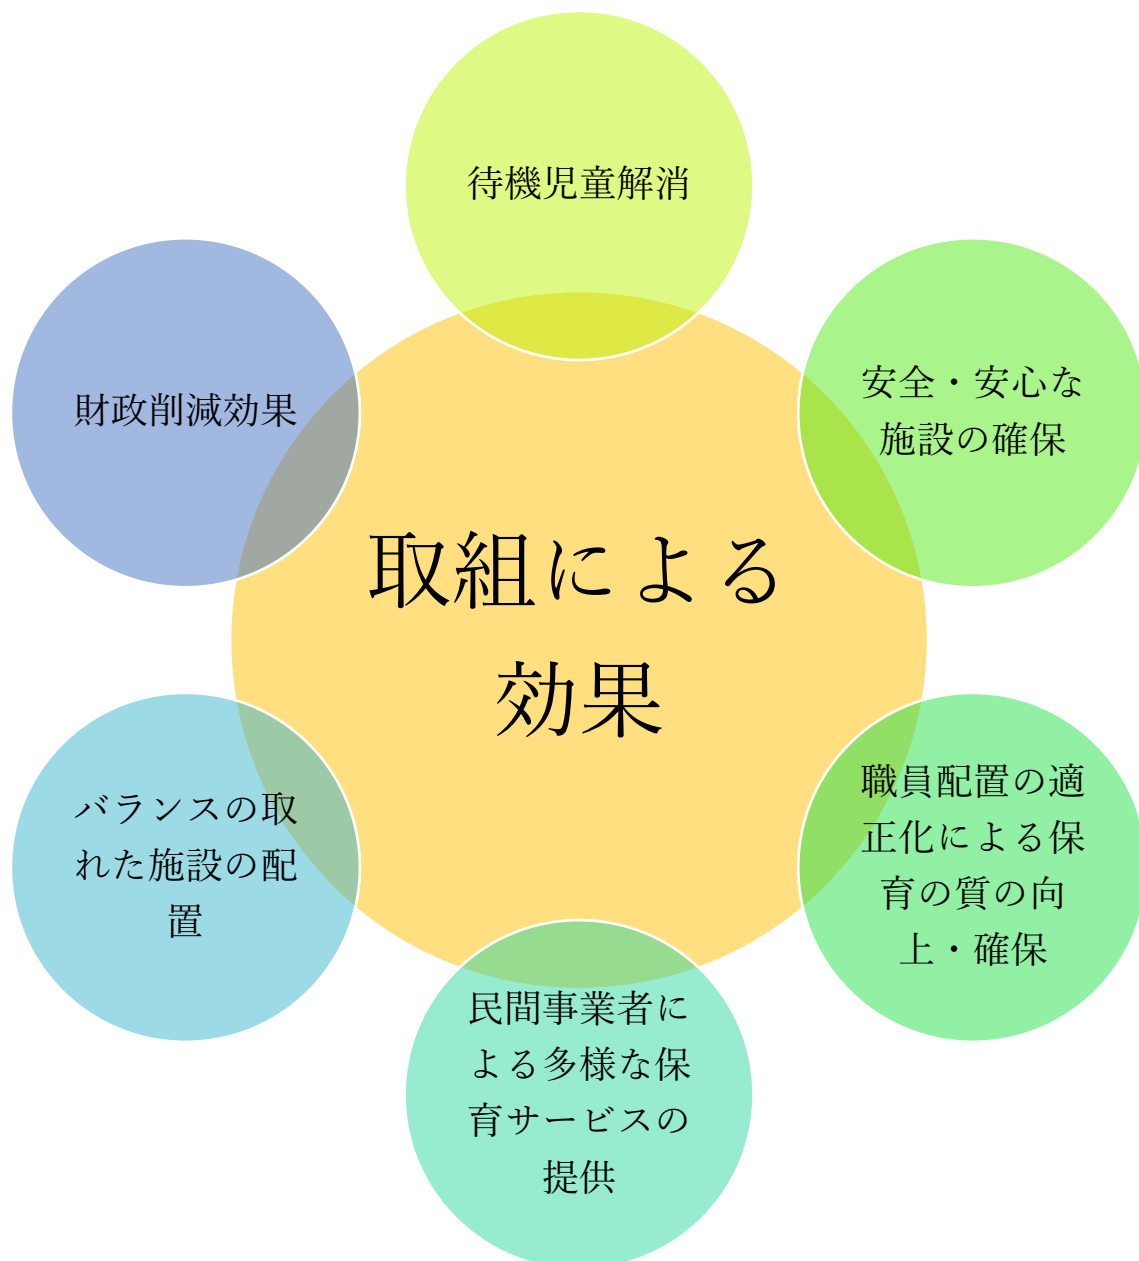 待機児童解消
安全・安心な
施設の確保
職員配置の適
正化による保
育の質の向
上・確保
民間事業者に
よる多様な保
育サービスの
提供
バランスの取
れた施設の配
置
財政削減効果
取組による
効果